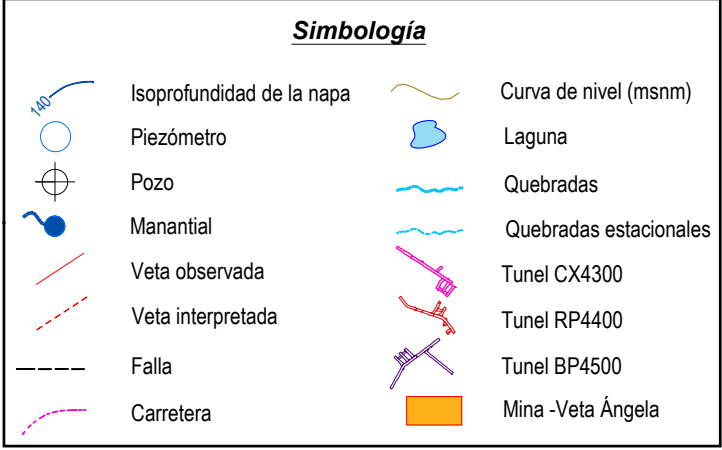 Simbología
140
Isoprofundidad de la napa
Piezómetro
Pozo
Manantial
Veta observada
Veta interpretada
Falla
Carretera
Curva de nivel (msnm)
Laguna
Quebradas
Quebradas estacionales
Tunel CX4300
Tunel RP4400
Tunel BP4500
Mina -Veta Ángela